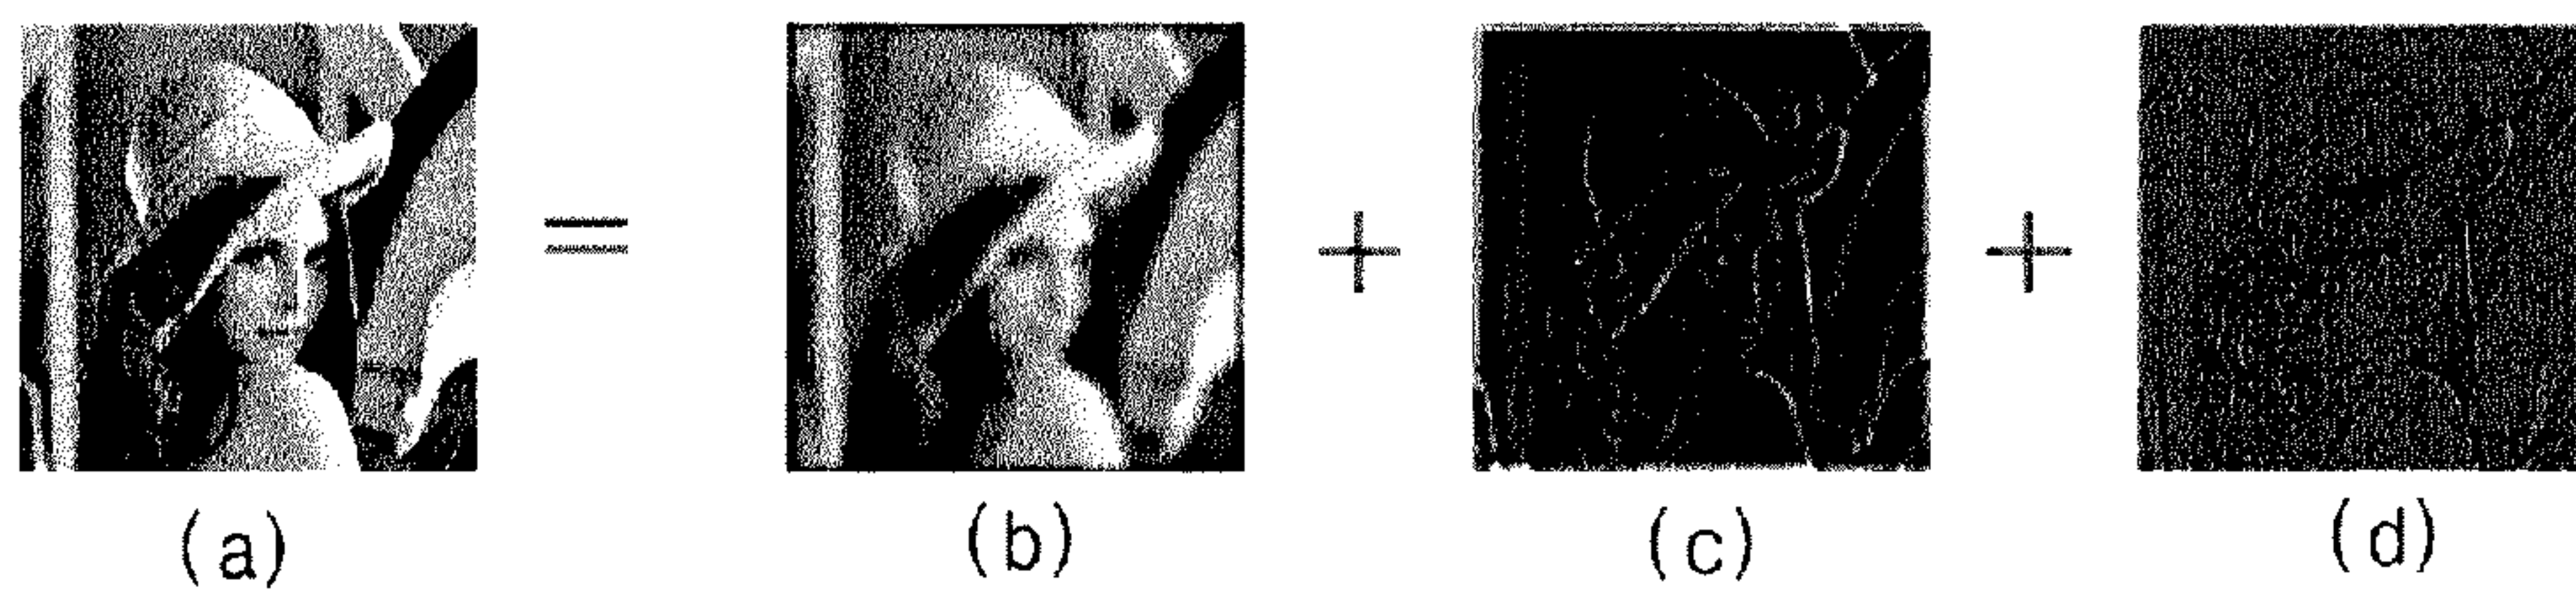 = + +
(a) (b) (c) (d)